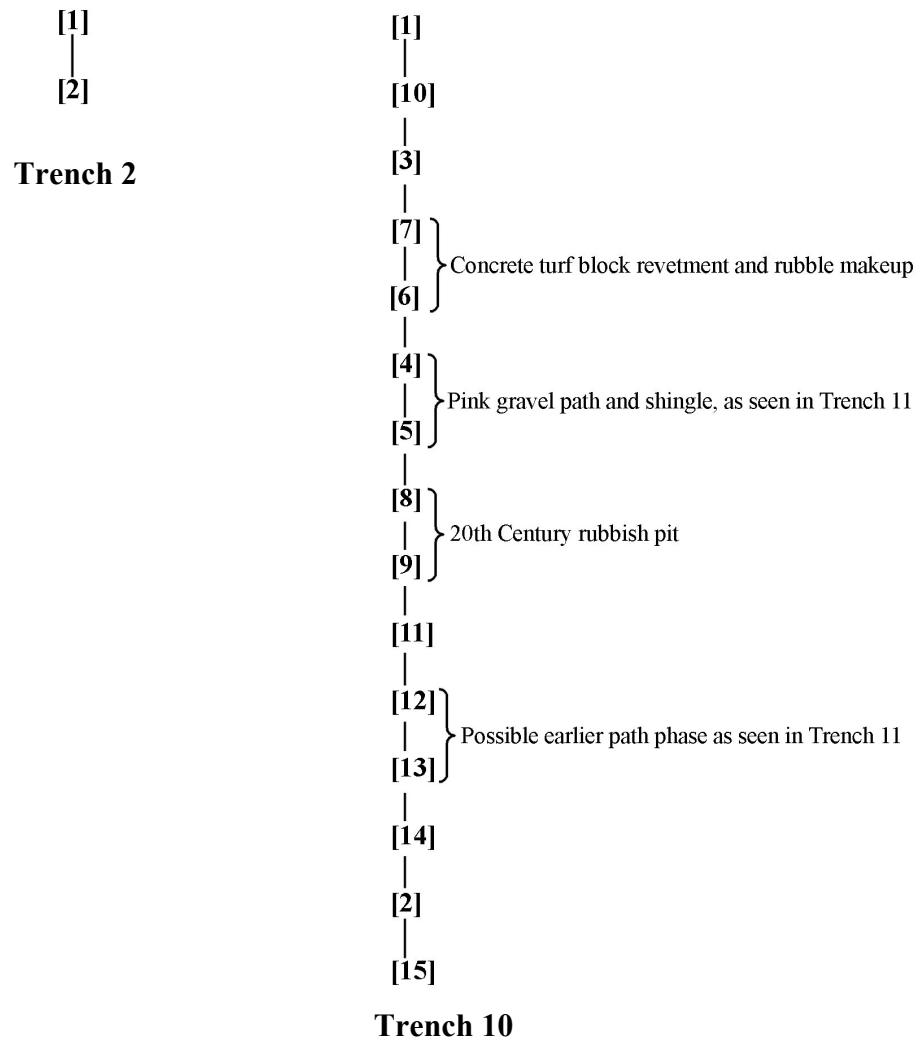 [1]
[2]
Trench 2
[1]
[10]
[3]
[7]
Concrete turf block revetment and rubble makeup
[6]
[4]
Pink gravel path and shingle, as seen in Trench 11
[5]
[8]
20th Century rubbish pit
[9]
[11]
[12]
Possible earlier path phase as seen in Trench 11
[13]
[14]
[2]
[15]
Trench 10